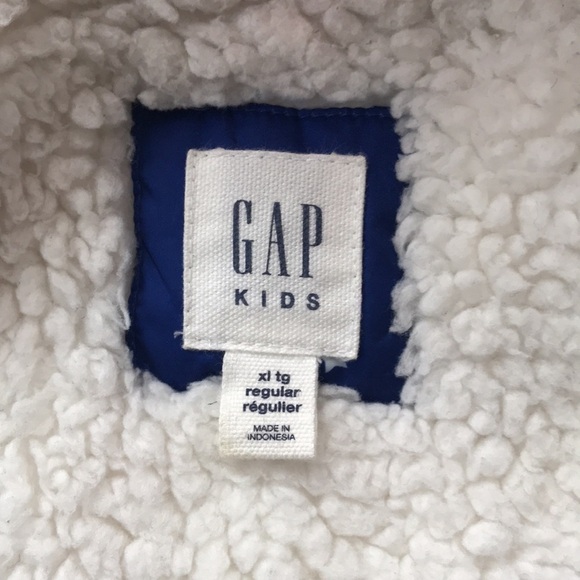 GAP
KIDS
xl tg
regular
régulier
MADE IN
INDONESIA